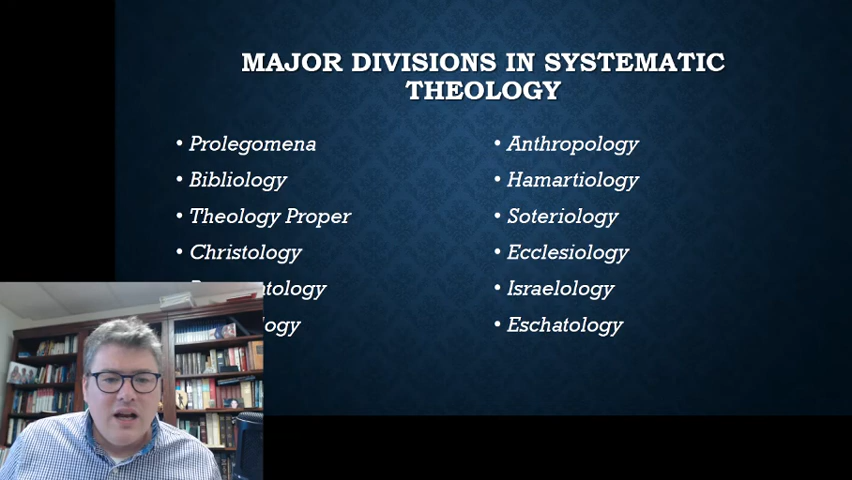 MAJOR DIVISIONS IN SYSTEMATIC
THEOLOGY
• Prolegomena
• Bibliology
• Theology Proper
• Christology
• Anthropology
• Hamartiology
• Soteriology
• Ecclesiology
• Israelology
• Eschatology